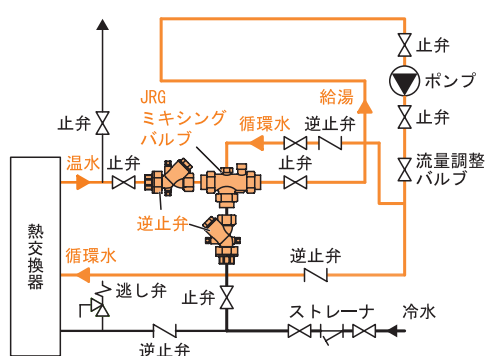 止弁
ポンプ
JRG
ミキシング
バルブ
給湯
止弁
循環水
逆止弁
止弁
温水
止弁
止弁
流量調整
バルブ
熱交換器
逆止弁
循環水
逆止弁
逃し弁
止弁
ストレーナ
冷水
逆止弁